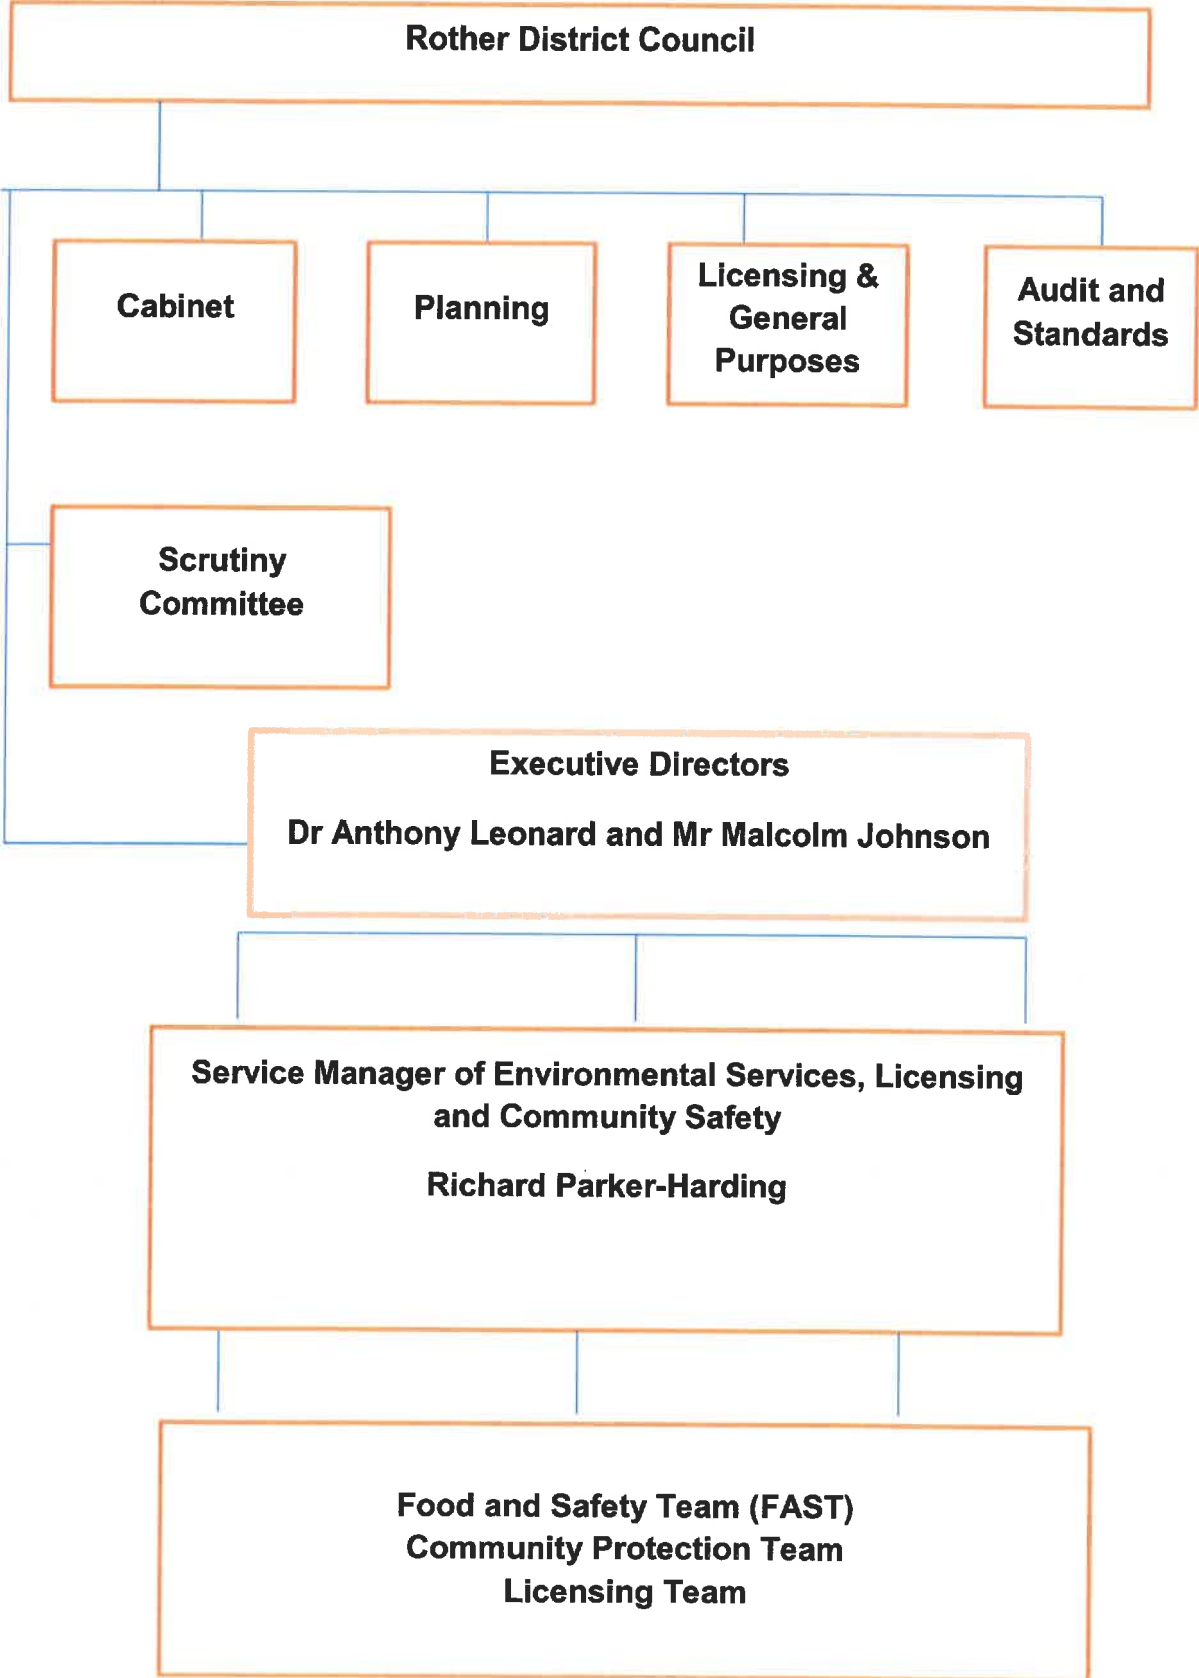 Rother District Council
Cabinet
Planning
Licensing &
General
Purposes
Audit and
Standards
Scrutiny
Committee
Executive Directors
Dr Anthony Leonard and Mr Malcolm Johnson
Service Manager of Environmental Services, Licensing
and Community Safety
Richard Parker-Harding
Food and Safety Team (FAST)
Community Protection Team
Licensing Team